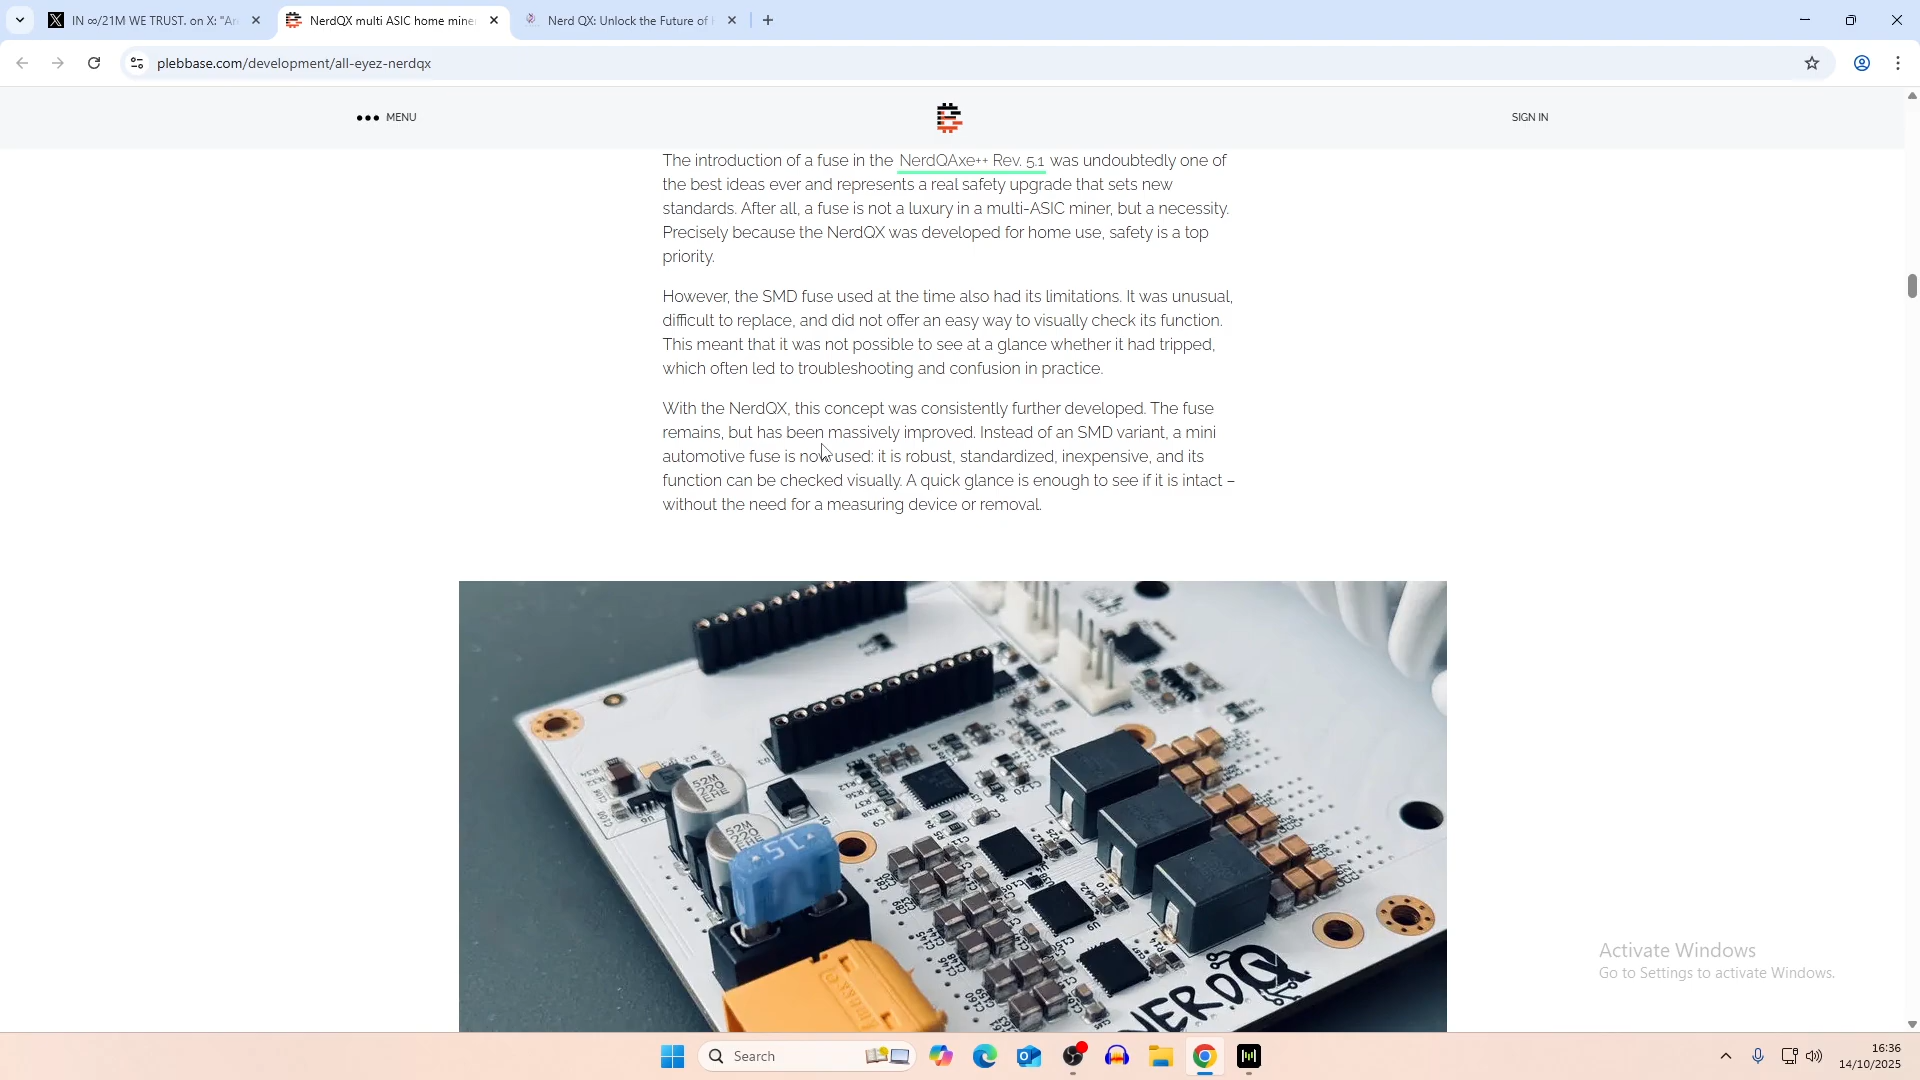 IN ∞/21M WE TRUST. on X: "An
NerdQX multi ASIC home mine
Nerd QX: Unlock the Future of
plebbase.com/development/all-eyez-nerdqx
MENU
SIGN IN
The introduction of a fuse in the NerdQAxe++ Rev. 5.1 was undoubtedly one of
the best ideas ever and represents a real safety upgrade that sets new
standards. After all, a fuse is not a luxury in a multi-ASIC miner, but a necessity.
Precisely because the NerdQX was developed for home use, safety is a top
priority.
However, the SMD fuse used at the time also had its limitations. It was unusual,
difficult to replace, and did not offer an easy way to visually check its function.
This meant that it was not possible to see at a glance whether it had tripped,
which often led to troubleshooting and confusion in practice.
With the NerdQX, this concept was consistently further developed. The fuse
remains, but has been massively improved. Instead of an SMD variant, a mini
automotive fuse is now used: it is robust, standardized, inexpensive, and its
function can be checked visually. A quick glance is enough to see if it is intact –
without the need for a measuring device or removal.
52M
220
EHE
52M
15
NERDQX
Activate Windows
Go to Settings to activate Windows.
Search
16:36
14/10/2025